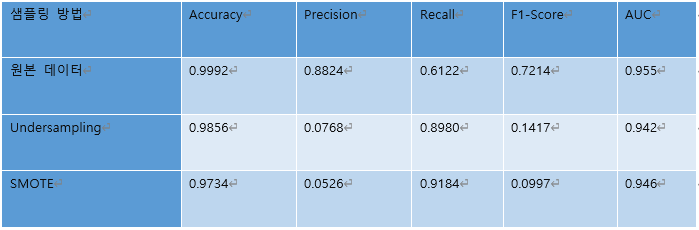 샘플링 방법 Accuracy Precision Recall F1-Score AUC
원본 데이터 0.9992 0.8824 0.6122 0.7214 0.955
Undersampling 0.9856 0.0768 0.8980 0.1417 0.942
SMOTE 0.9734 0.0526 0.9184 0.0997 0.946